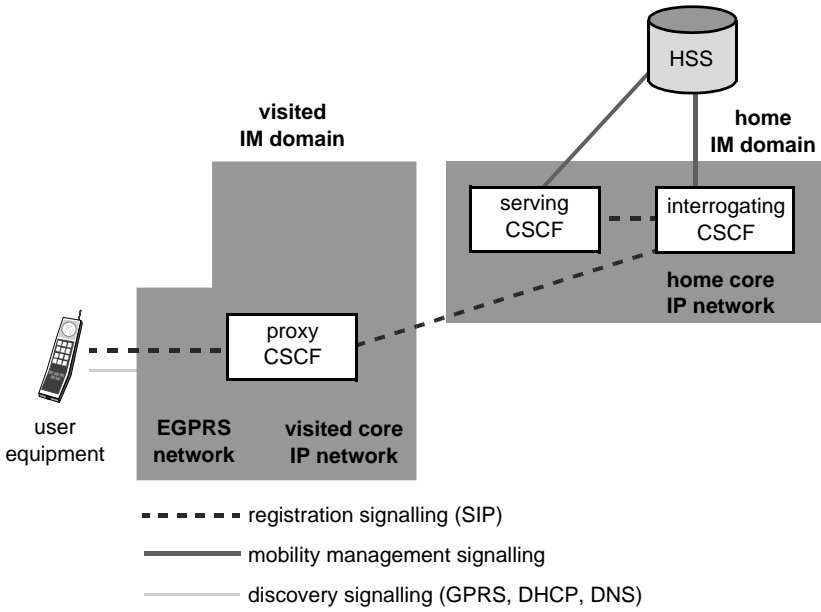 HSS
visited
IM domain
home
IM domain
serving
CSCF
interrogating
CSCF
home core
IP network
proxy
CSCF
user
equipment
EGPRS
network
visited core
IP network
registration signalling (SIP)
mobility management signalling
discovery signalling (GPRS, DHCP, DNS)